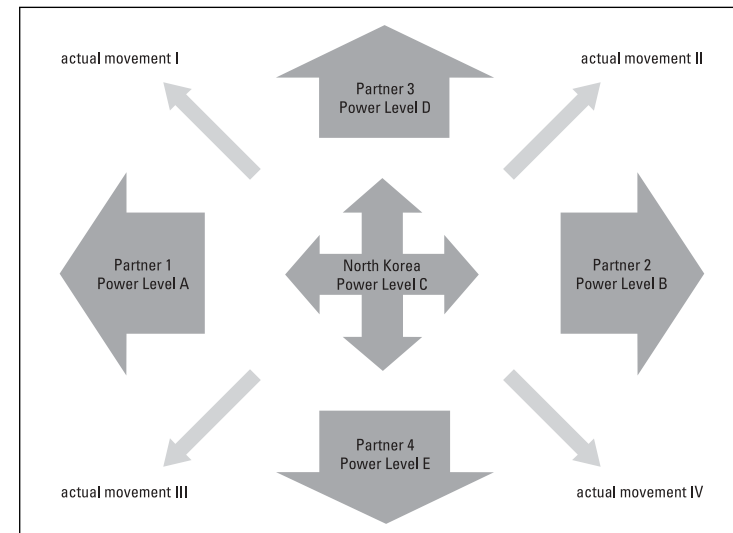 actual movement I
actual movement II
Partner 3
Power Level D
Partner 1
Power Level A
North Korea
Power Level C
Partner 2
Power Level B
Partner 4
Power Level E
actual movement III
actual movement IV